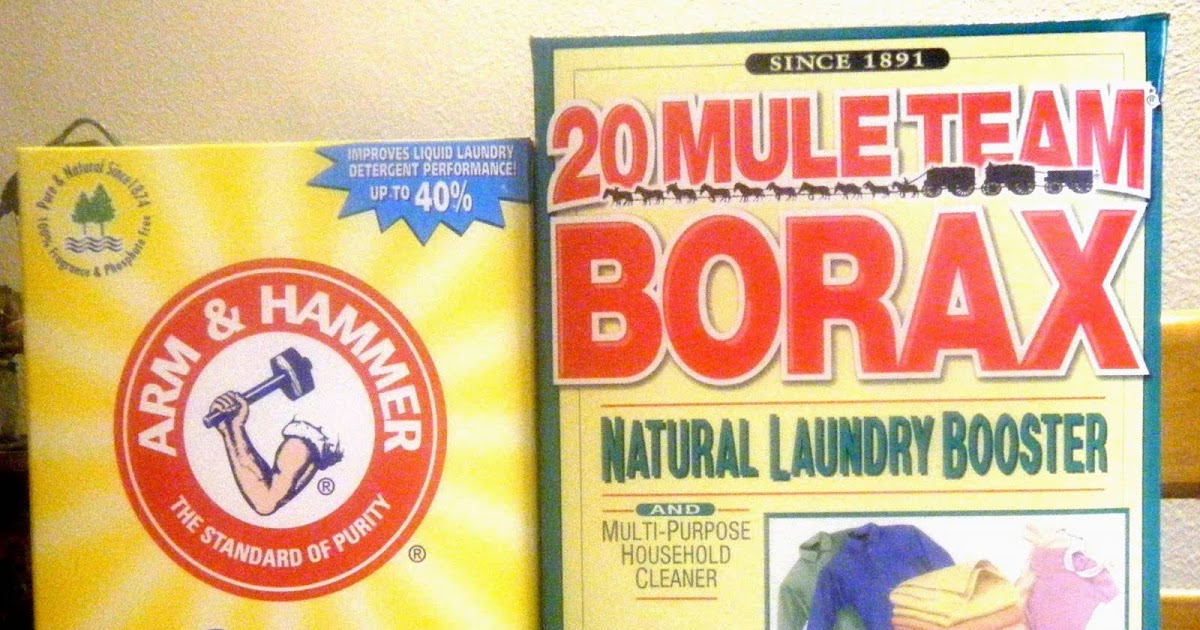 Pure & Natural Since 1874
100% Fragrance & Phosphate Free
IMPROVES LIQUID LAUNDRY
DETERGENT PERFORMANCE!
UP TO 40%
ARM & HAMMER
®
THE STANDARD OF PURITY
®
SINCE 1891
20 MULE TEAM®
BORAX
NATURAL LAUNDRY BOOSTER
AND
MULTI-PURPOSE
HOUSEHOLD
CLEANER